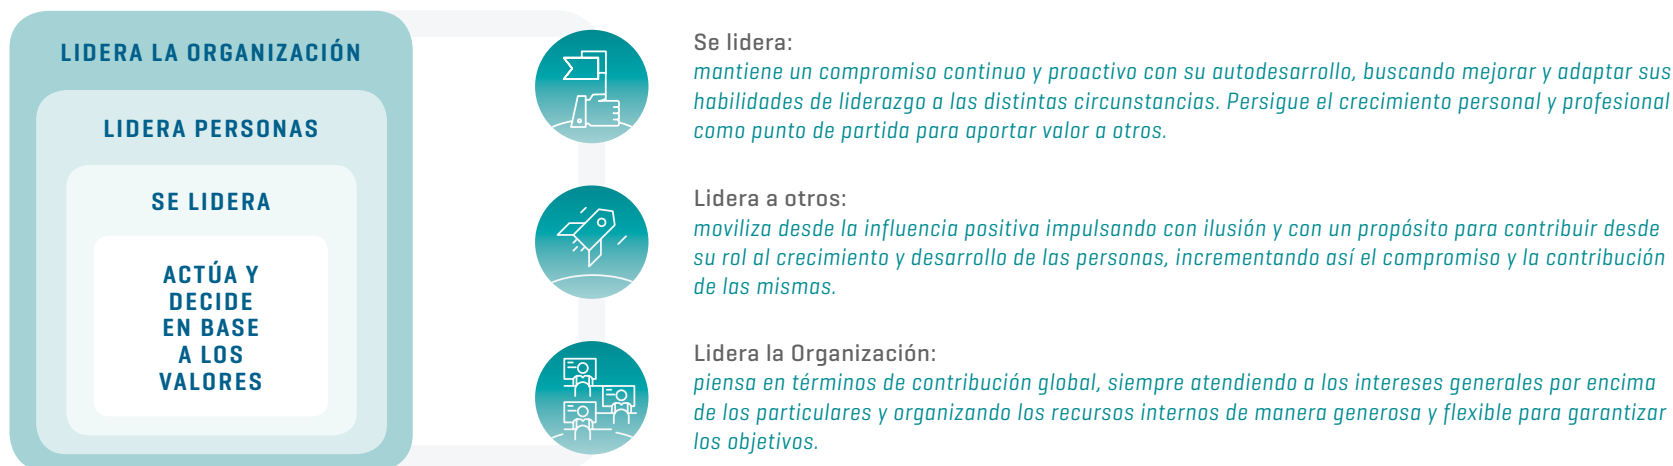 LIDERA LA ORGANIZACIÓN
LIDERA PERSONAS
SE LIDERA
ACTÚA Y
DECIDE
EN BASE
A LOS
VALORES
Se lidera:
mantiene un compromiso continuo y proactivo con su autodesarrollo, buscando mejorar y adaptar sus
habilidades de liderazgo a las distintas circunstancias. Persigue el crecimiento personal y profesional
como punto de partida para aportar valor a otros.
Lidera a otros:
moviliza desde la influencia positiva impulsando con ilusión y con un propósito para contribuir desde
su rol al crecimiento y desarrollo de las personas, incrementando así el compromiso y la contribución
de las mismas.
Lidera la Organización:
piensa en términos de contribución global, siempre atendiendo a los intereses generales por encima
de los particulares y organizando los recursos internos de manera generosa y flexible para garantizar
los objetivos.